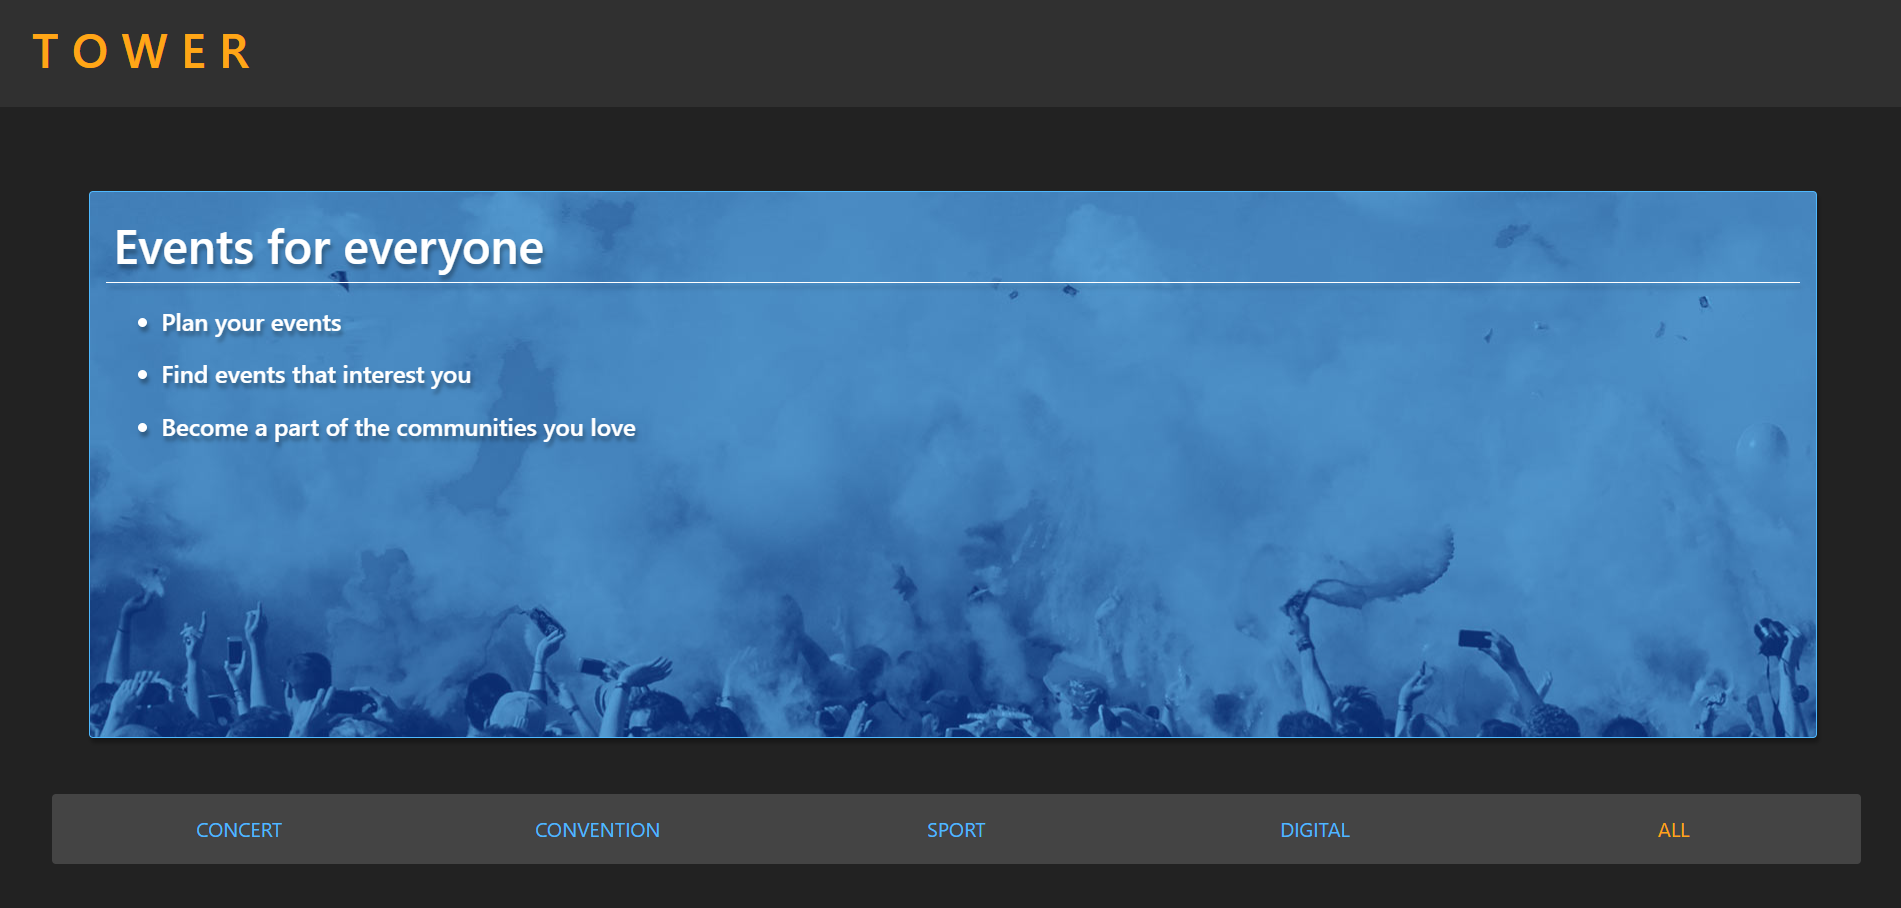 TOWER
Events for everyone
Plan your events
Find events that interest you
Become a part of the communities you love
CONCERT CONVENTION SPORT DIGITAL ALL